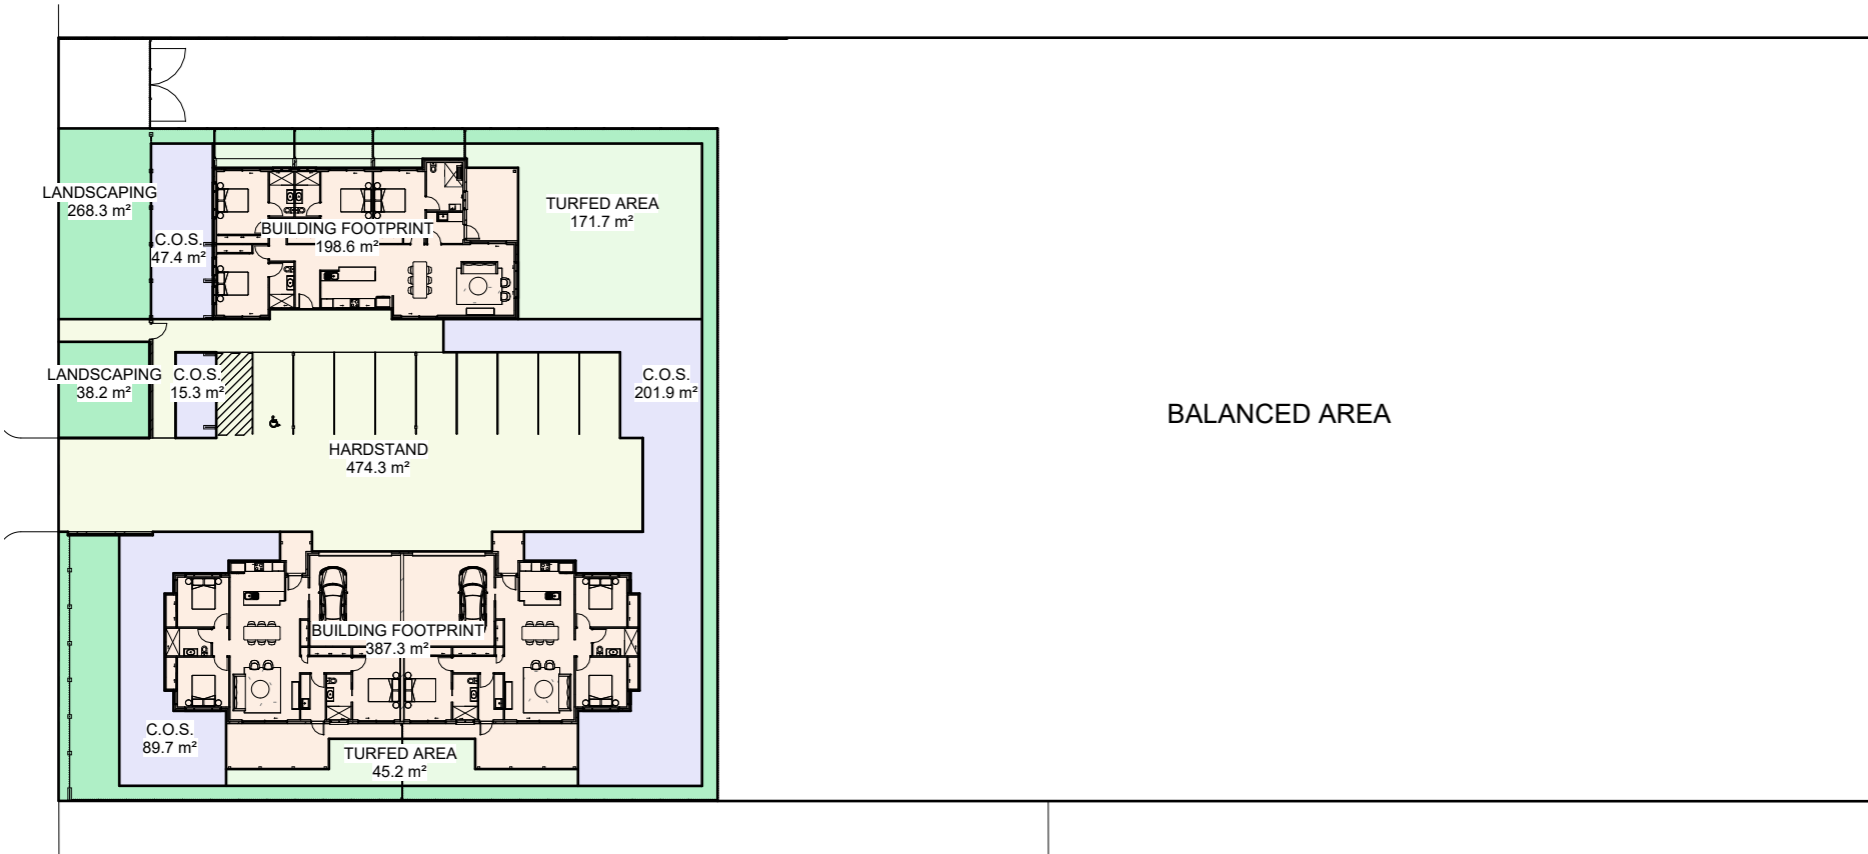 LANDSCAPING
268.3 m²
C.O.S.
47.4 m²
BUILDING FOOTPRINT
198.6 m²
TURFED AREA
171.7 m²
LANDSCAPING
38.2 m²
C.O.S.
15.3 m²
C.O.S.
201.9 m²
BALANCED AREA
HARDSTAND
474.3 m²
BUILDING FOOTPRINT
387.3 m²
C.O.S.
89.7 m²
TURFED AREA
45.2 m²